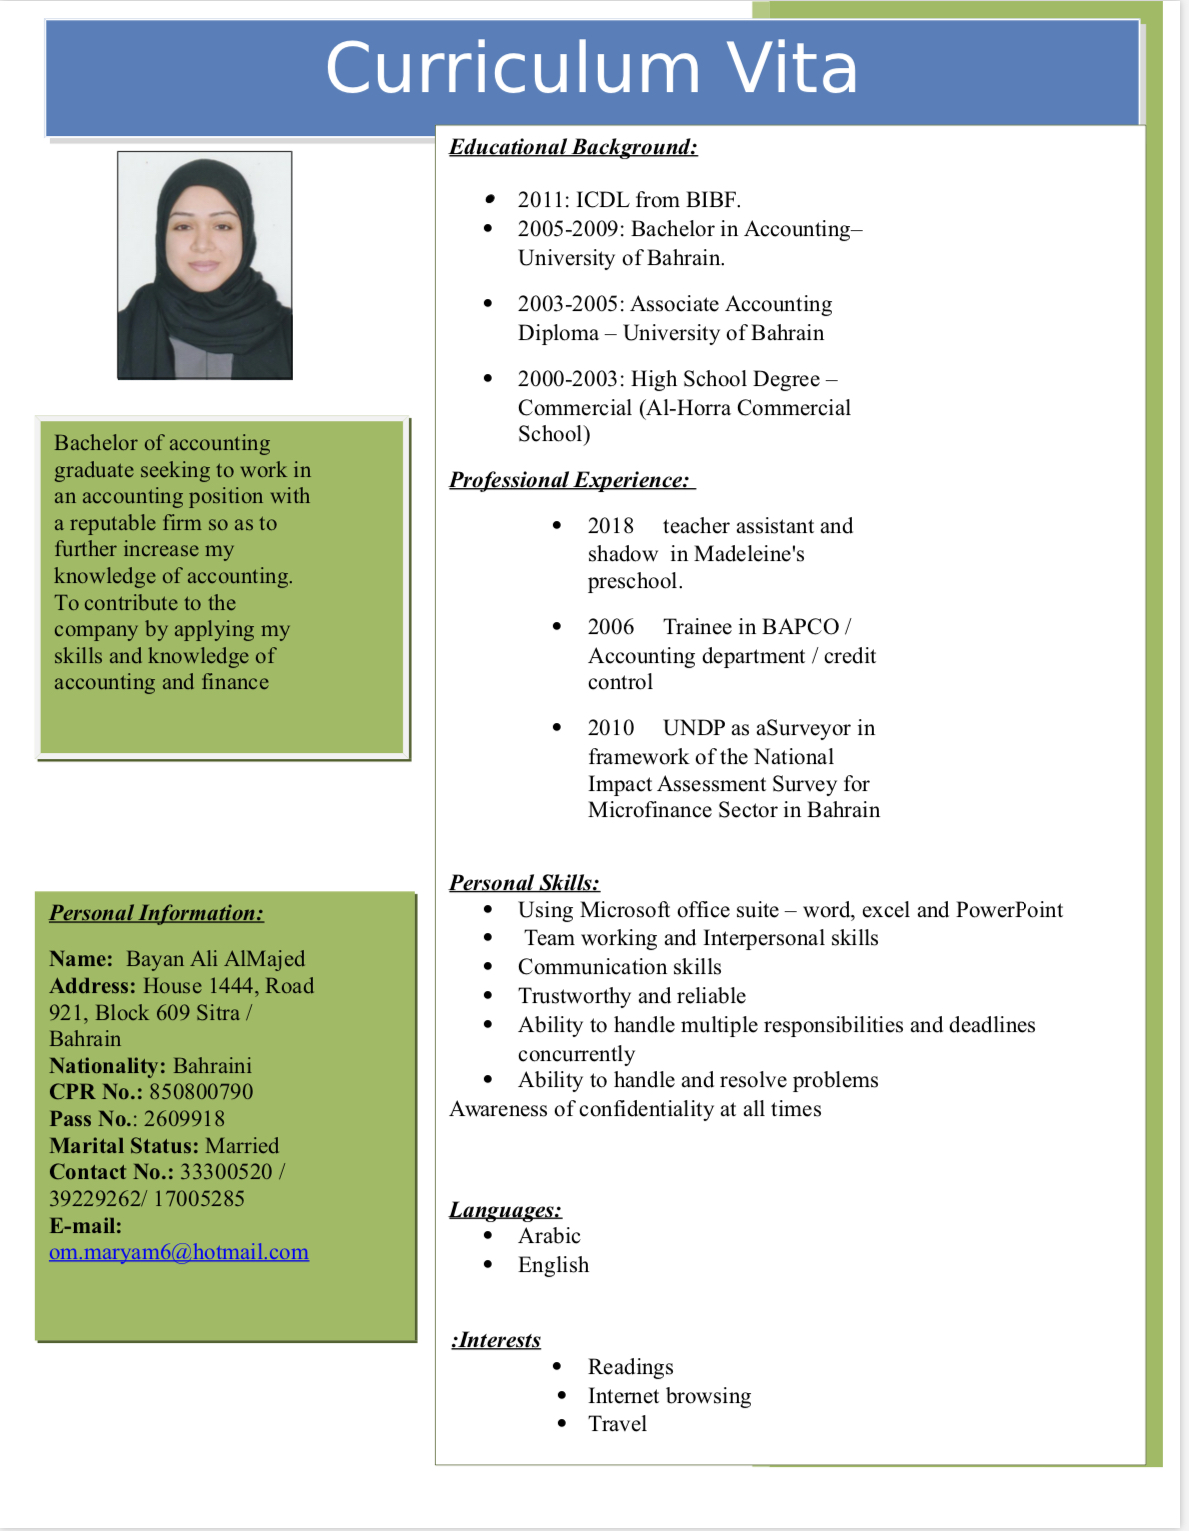 Curriculum Vita
Bachelor of accounting
graduate seeking to work in
an accounting position with
a reputable firm so as to
further increase my
knowledge of accounting.
To contribute to the
company by applying my
skills and knowledge of
accounting and finance
Personal Information:
Name:  Bayan Ali AlMajed
Address: House 1444, Road
921, Block 609 Sitra /
Bahrain
Nationality: Bahraini
CPR No.: 850800790
Pass No.: 2609918
Marital Status: Married
Contact No.: 33300520 /
39229262/ 17005285
E-mail:
om.maryam6@hotmail.com
Educational Background:
• 2011: ICDL from BIBF.
• 2005-2009: Bachelor in Accounting–
University of Bahrain.
• 2003-2005: Associate Accounting
Diploma – University of Bahrain
• 2000-2003: High School Degree –
Commercial (Al-Horra Commercial
School)
Professional Experience:
• 2018    teacher assistant and
shadow  in Madeleine's
preschool.
• 2006    Trainee in BAPCO /
Accounting department / credit
control
• 2010    UNDP as aSurveyor in
framework of the National
Impact Assessment Survey for
Microfinance Sector in Bahrain
Personal Skills:
• Using Microsoft office suite – word, excel and PowerPoint
• Team working and Interpersonal skills
• Communication skills
• Trustworthy and reliable
• Ability to handle multiple responsibilities and deadlines
concurrently
• Ability to handle and resolve problems
Awareness of confidentiality at all times
Languages:
• Arabic
• English
:Interests
• Readings
• Internet browsing
• Travel